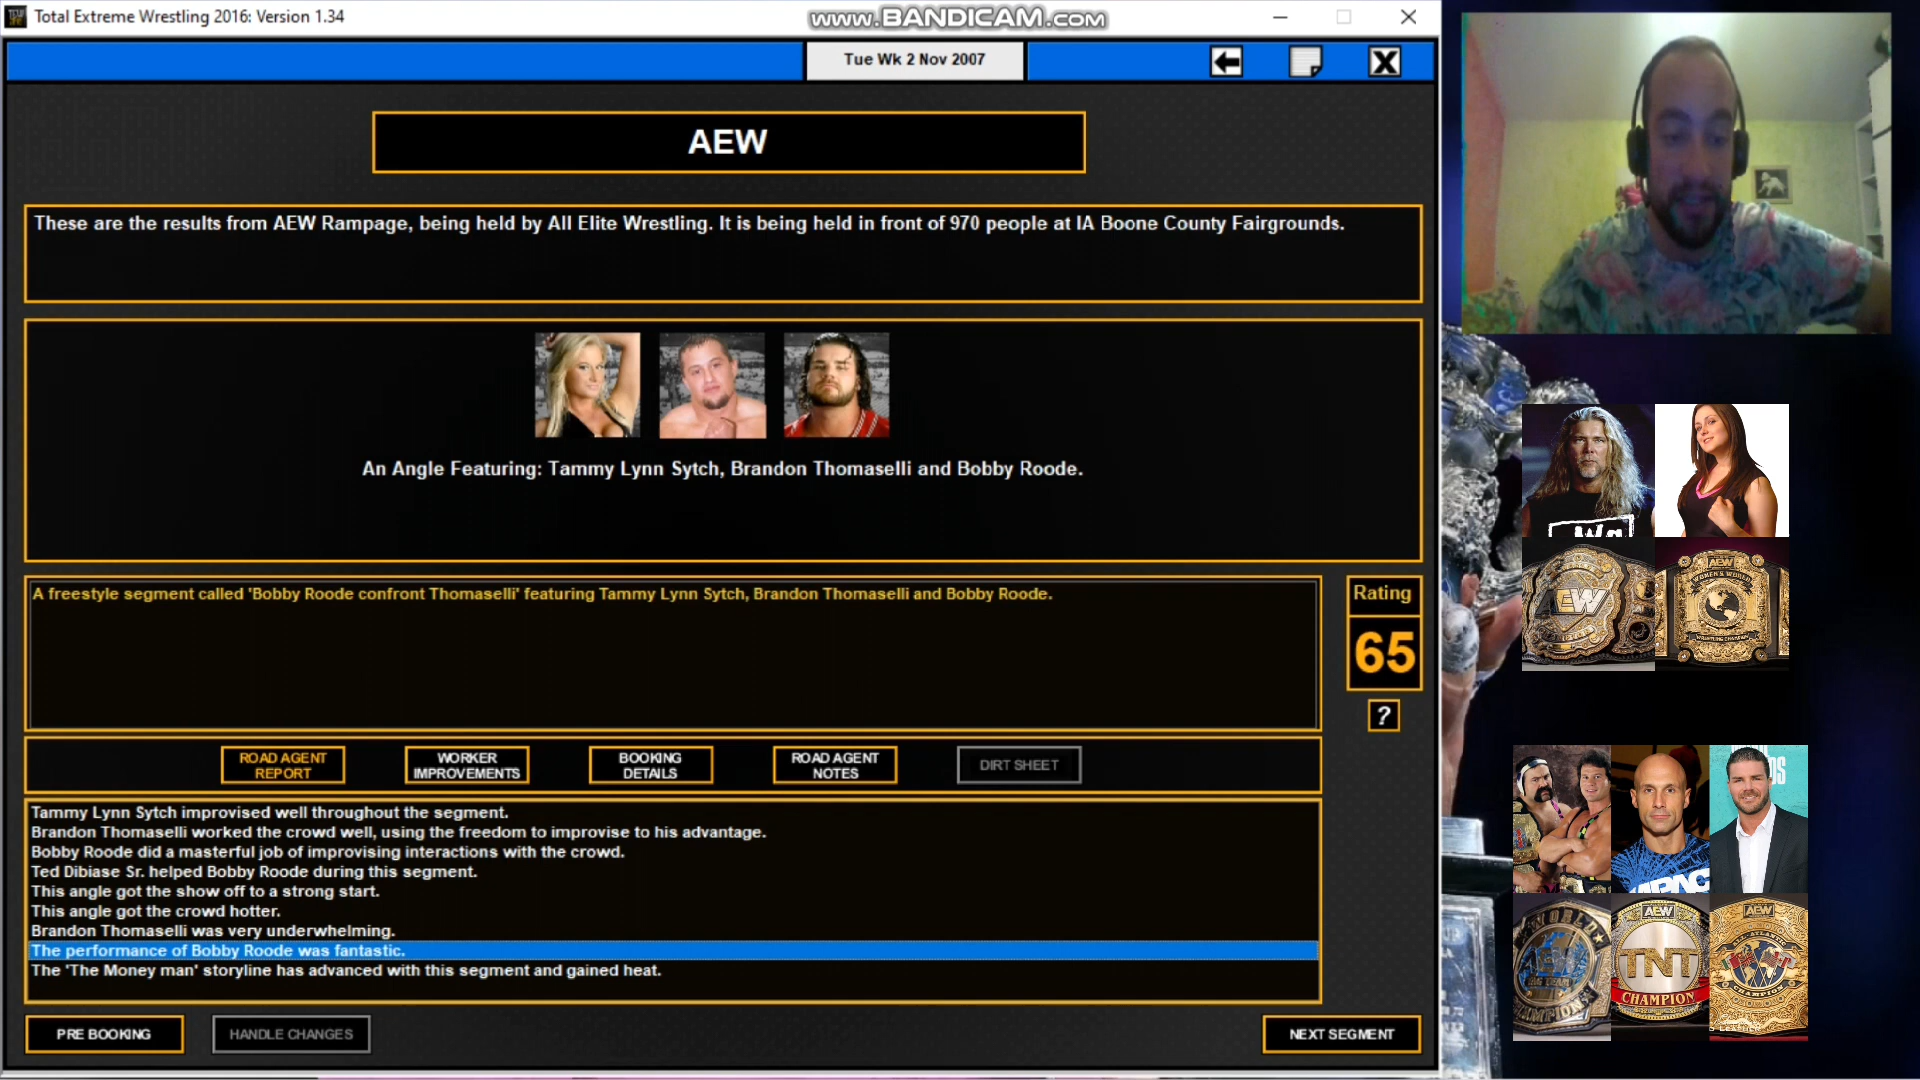 Total Extreme Wrestling 2016: Version 1.34
www.BANDICAM.com
Tue Wk 2 Nov 2007
AEW
These are the results from AEW Rampage, being held by All Elite Wrestling. It is being held in front of 970 people at IA Boone County Fairgrounds.
An Angle Featuring: Tammy Lynn Sytch, Brandon Thomaselli and Bobby Roode.
A freestyle segment called 'Bobby Roode confront Thomaselli' featuring Tammy Lynn Sytch, Brandon Thomaselli and Bobby Roode.
Rating
65
?
ROAD AGENT REPORT
WORKER IMPROVEMENTS
BOOKING DETAILS
ROAD AGENT NOTES
DIRT SHEET
Tammy Lynn Sytch improvised well throughout the segment.
Brandon Thomaselli worked the crowd well, using the freedom to improvise to his advantage.
Bobby Roode did a masterful job of improvising interactions with the crowd.
Ted Dibiase Sr. helped Bobby Roode during this segment.
This angle got the show off to a strong start.
This angle got the crowd hotter.
Brandon Thomaselli was very underwhelming.
The performance of Bobby Roode was fantastic.
The 'The Money man' storyline has advanced with this segment and gained heat.
PRE BOOKING
HANDLE CHANGES
NEXT SEGMENT
AEW
AEW
WOMEN'S WORLD
IMPAC
AEW
TNT
CHAMPION
AEW